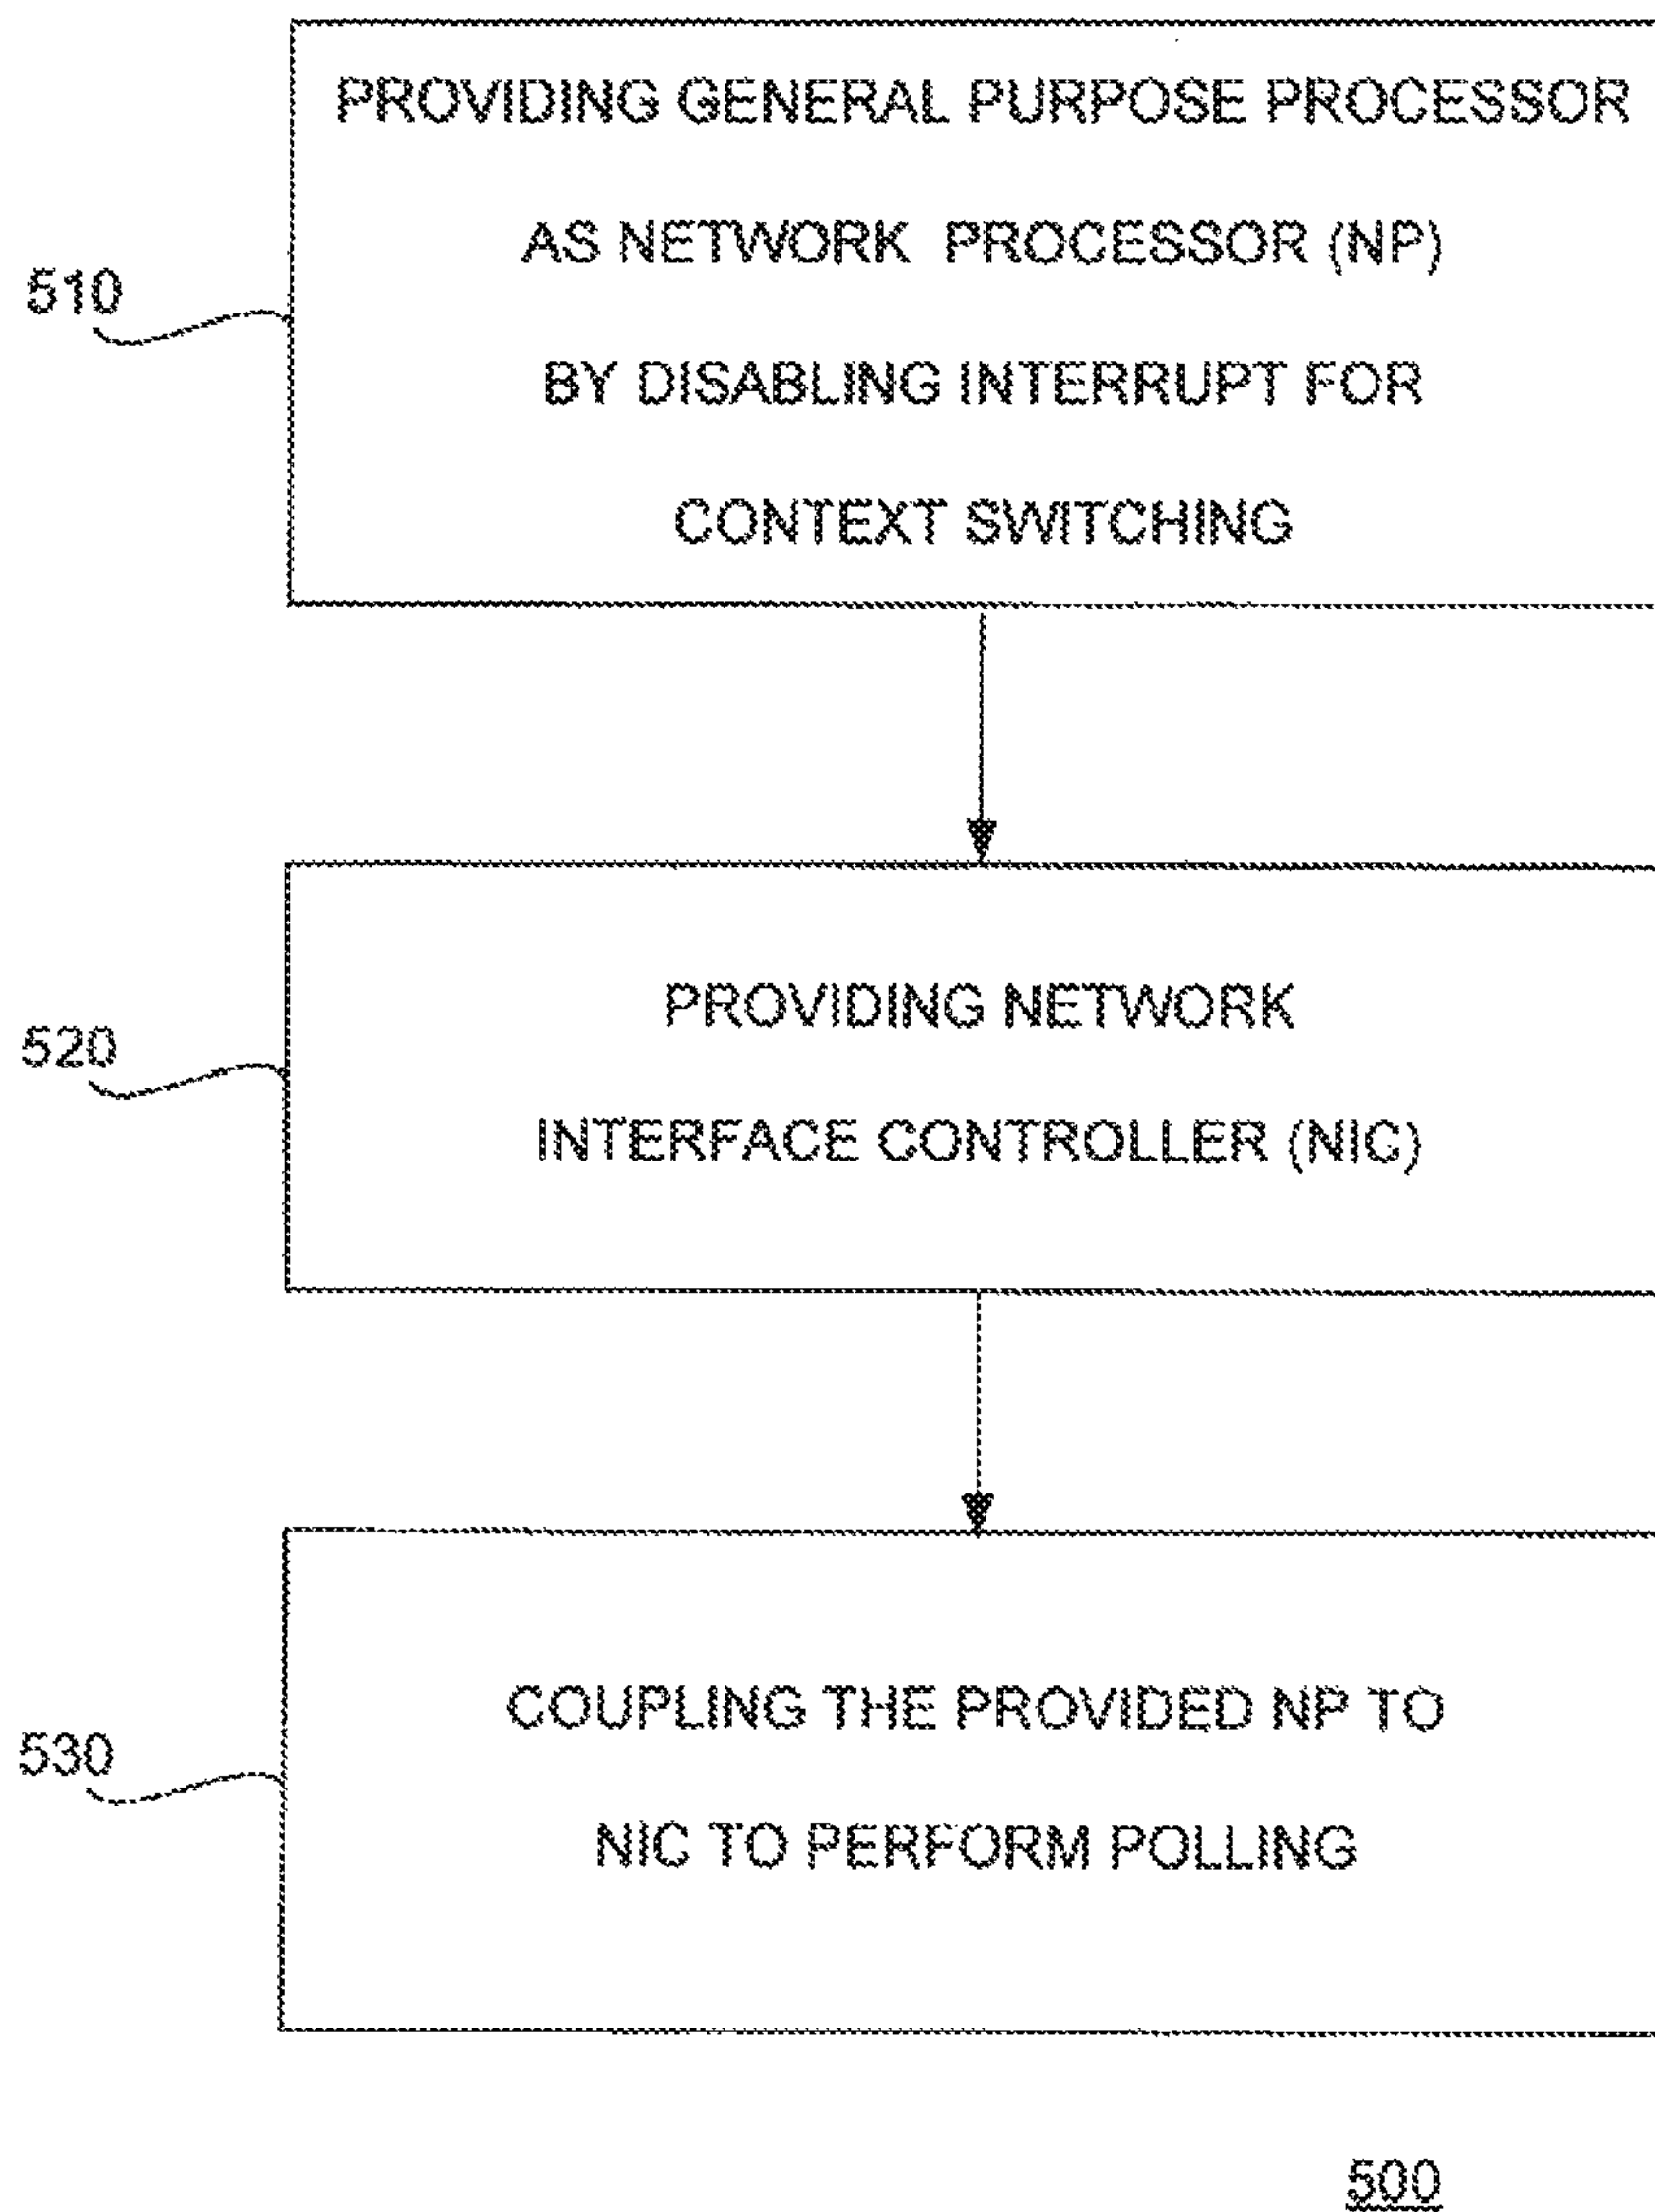 PROVIDING GENERAL PURPOSE PROCESSOR
AS NETWORK PROCESSOR (NP)
BY DISABLING INTERRUPT FOR
CONTEXT SWITCHING
510
PROVIDING NETWORK
INTERFACE CONTROLLER (NIC)
520
COUPLING THE PROVIDED NP TO
NIC TO PERFORM POLLING
530
500